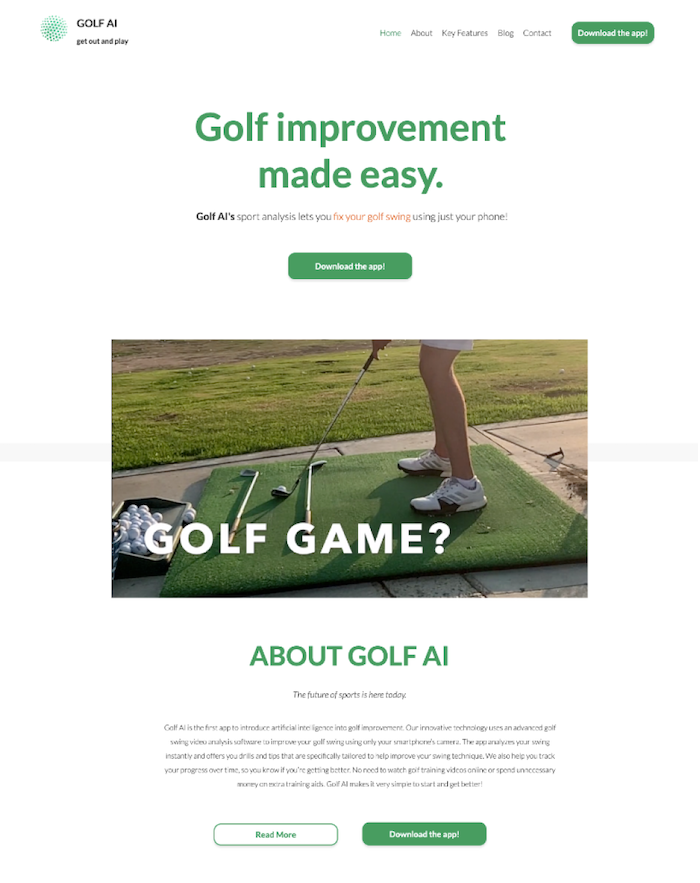 GOLF AI
get out and play
Home About Key Features Blog Contact Download the app!
Golf improvement
made easy.
Golf AI's sport analysis lets you fix your golf swing using just your phone!
Download the app!
GOLF GAME?
ABOUT GOLF AI
The future of sports is here today.
Golf AI is the first app to introduce artificial intelligence into golf improvement. Our innovative technology uses an advanced golf
swing video analysis software to improve your golf swing using only your smartphone's camera. The app analyzes your swing
instantly and offers you drills and tips that are specifically tailored to help improve your swing technique. We also help you track
your progress over time, so you know if you're getting better. No need to watch golf training videos online or spend unnecessary
money on extra training aids. Golf AI makes it very simple to start and get better!
Read More Download the app!